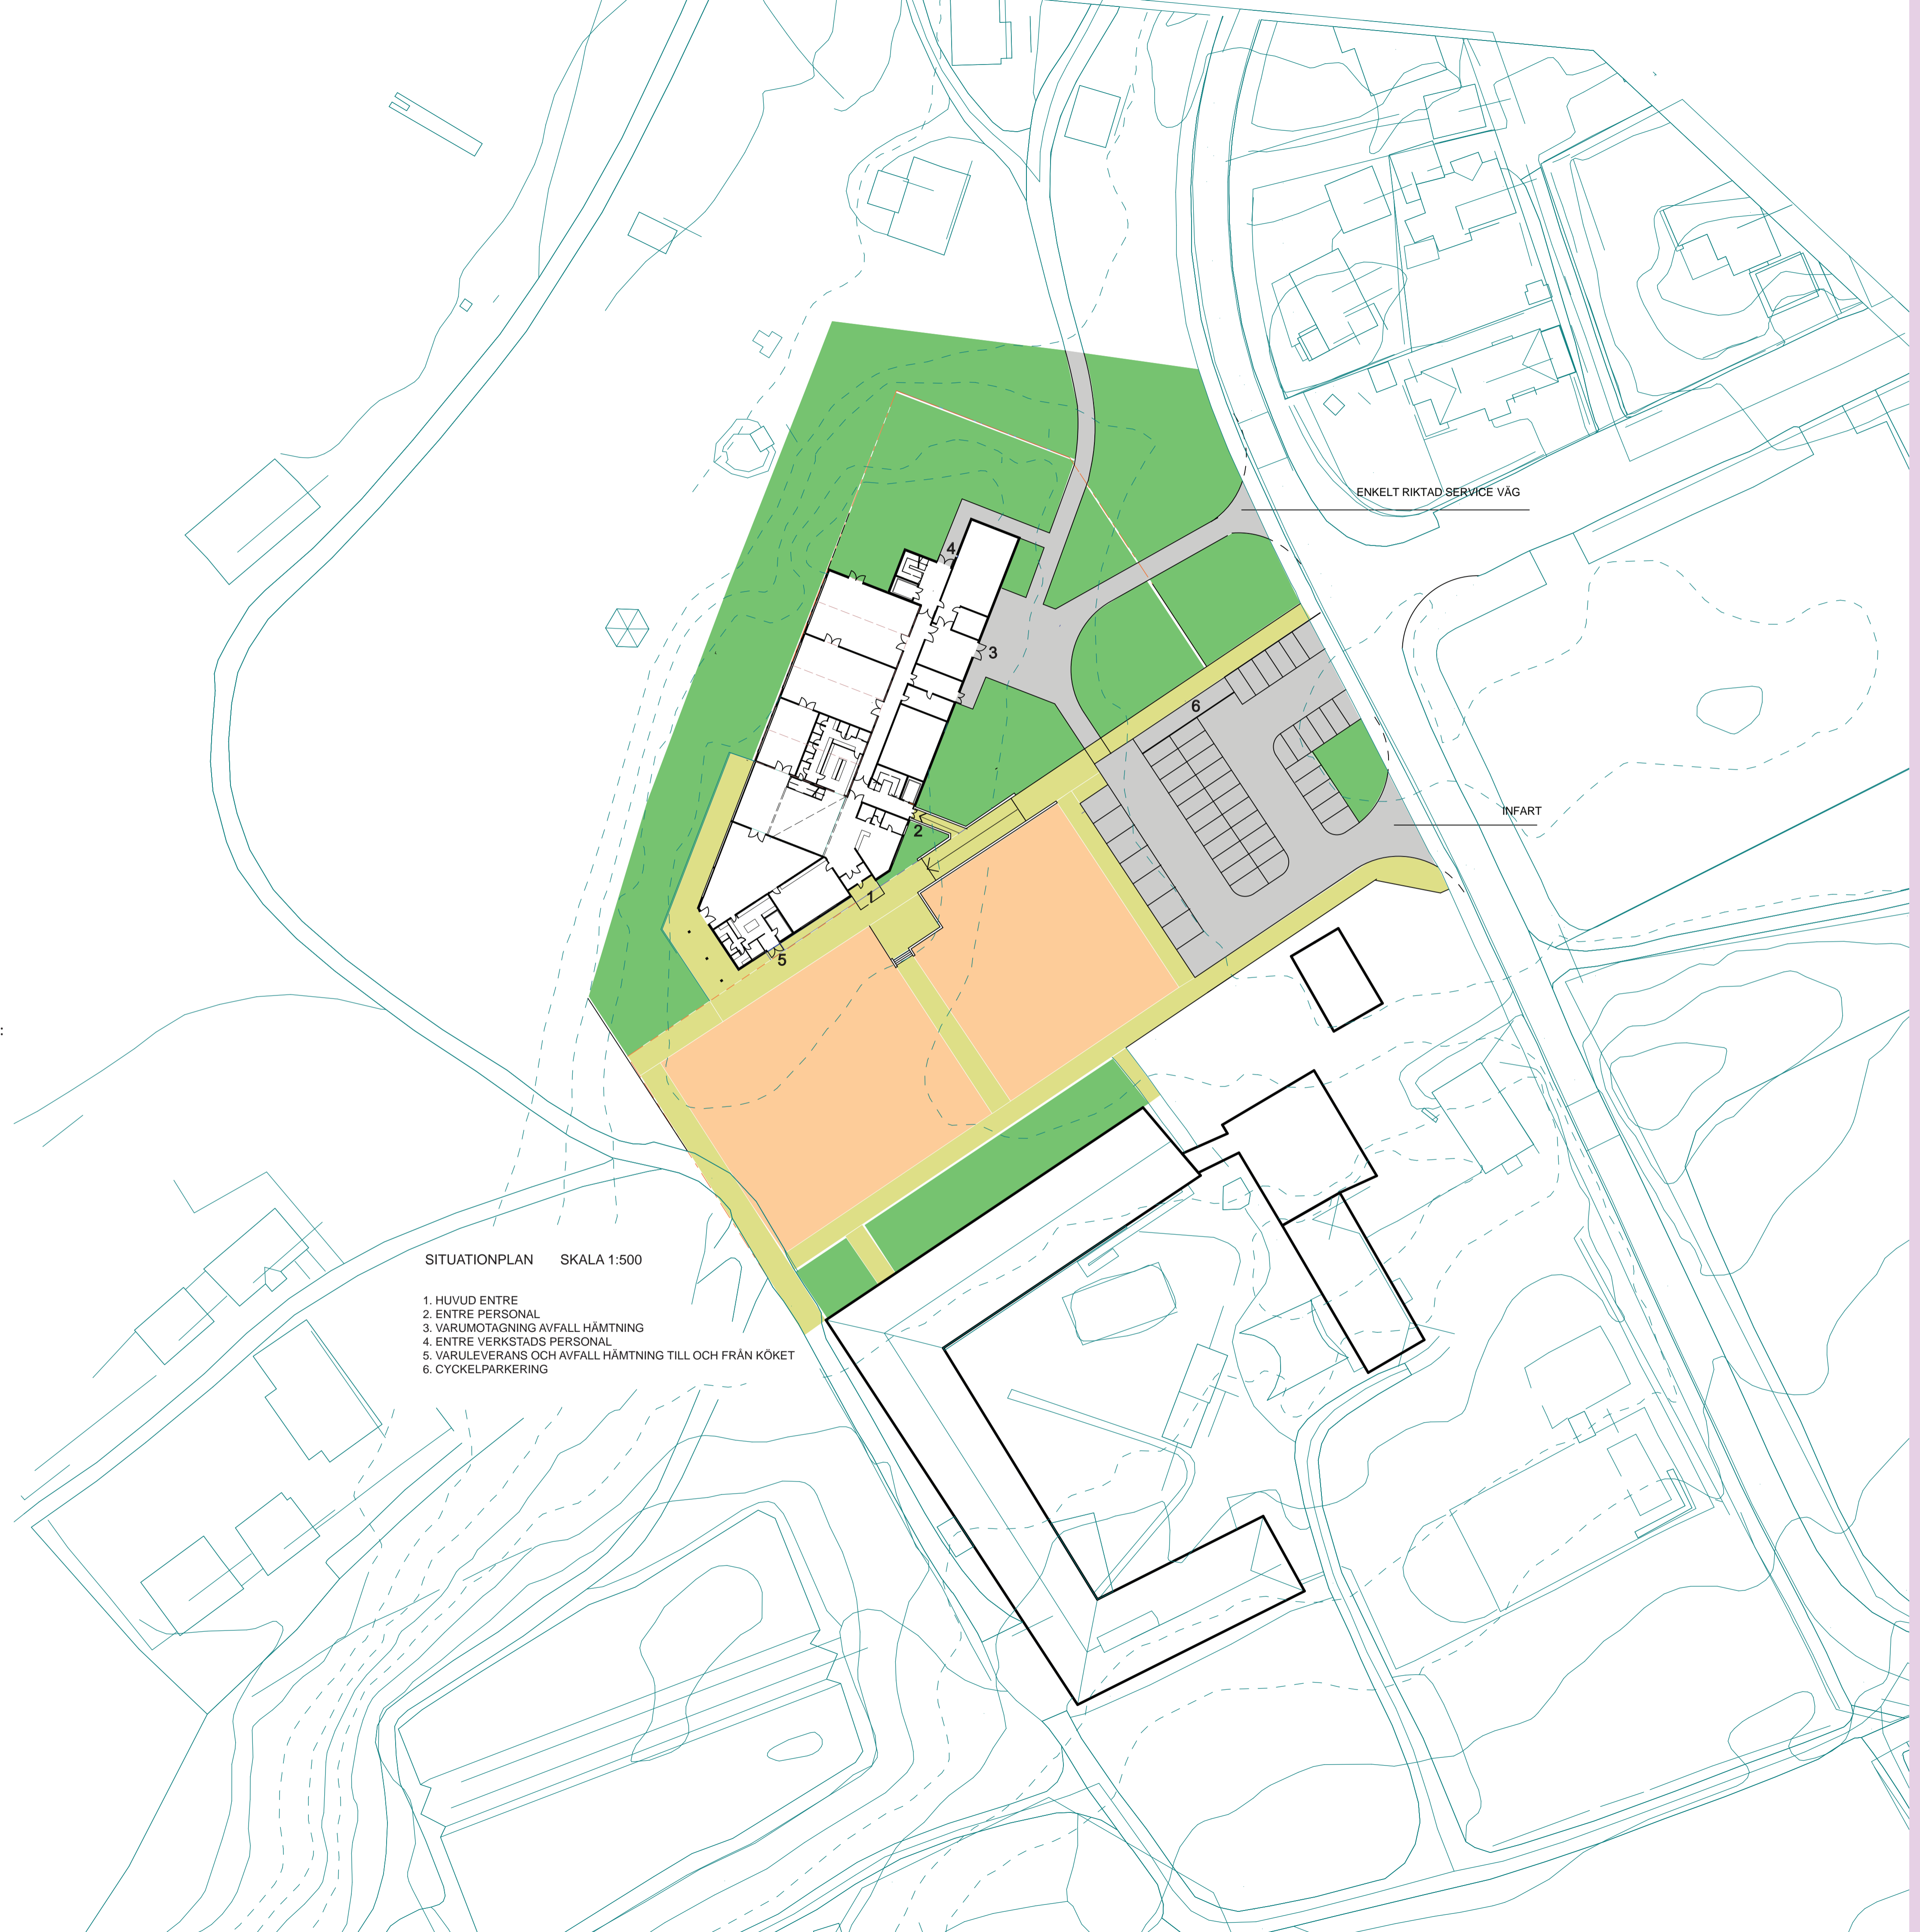 ENKELT RIKTAD SERVICE VÄG
4
3
6
INFART
2
1
5
:
SITUATIONPLAN SKALA 1:500
1. HUVUD ENTRE
2. ENTRE PERSONAL
3. VARUMOTAGNING AVFALL HÄMTNING
4. ENTRE VERKSTADS PERSONAL
5. VARULEVERANS OCH AVFALL HÄMTNING TILL OCH FRÅN KÖKET
6. CYCKELPARKERING